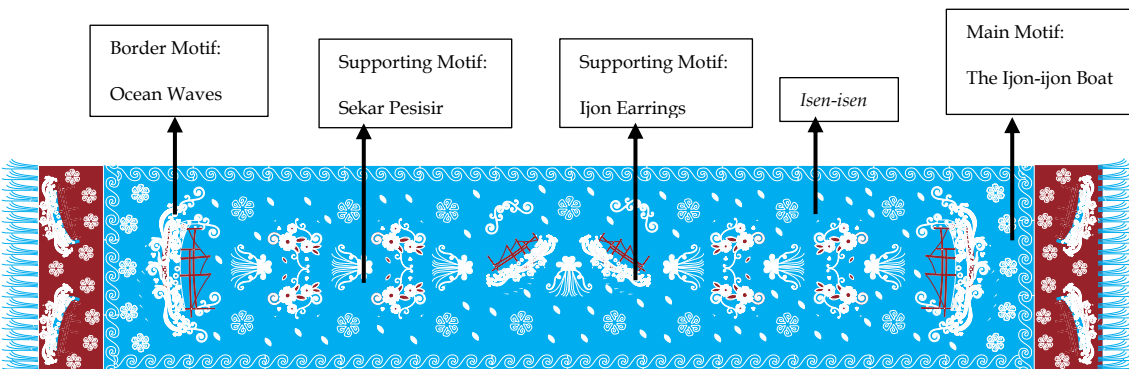 Border Motif:
Ocean Waves
Supporting Motif:
Sekar Pesisir
Supporting Motif:
Ijon Earrings
Isen-isen
Main Motif:
The Ijon-ijon Boat